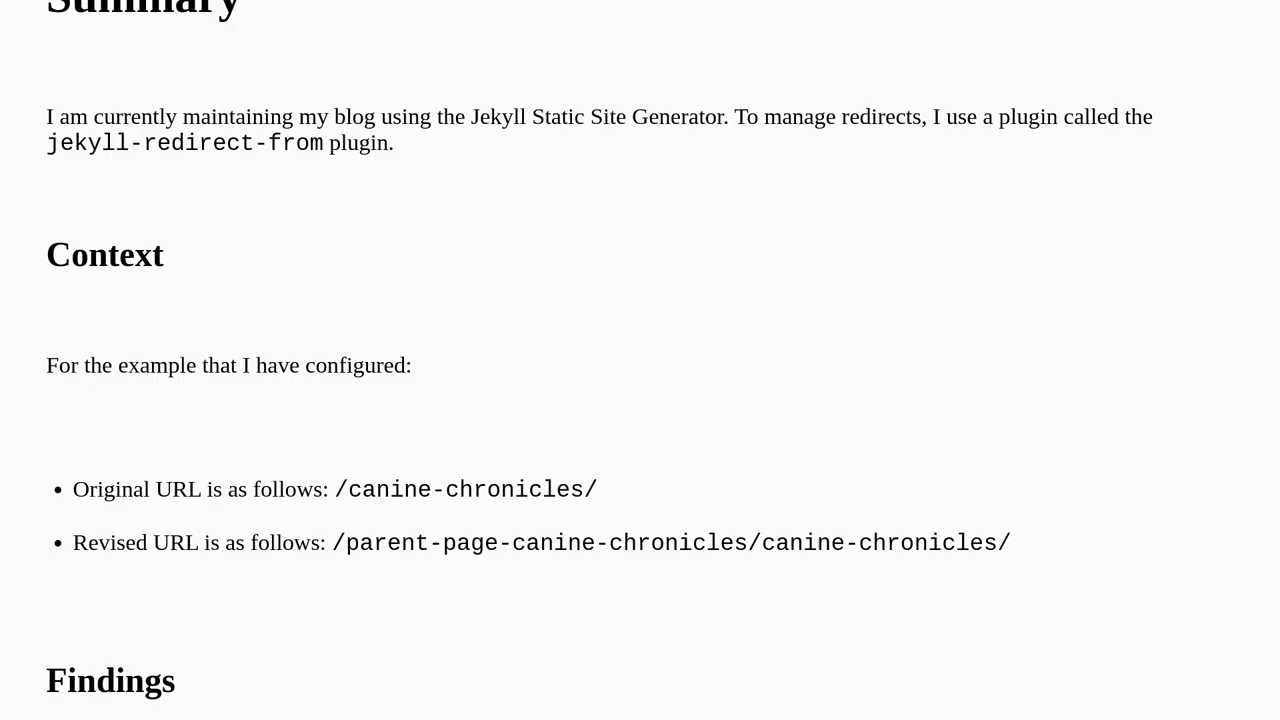 Summary
I am currently maintaining my blog using the Jekyll Static Site Generator. To manage redirects, I use a plugin called the
jekyll-redirect-from plugin.
Context
For the example that I have configured:
• Original URL is as follows: /canine-chronicles/
• Revised URL is as follows: /parent-page-canine-chronicles/canine-chronicles/
Findings